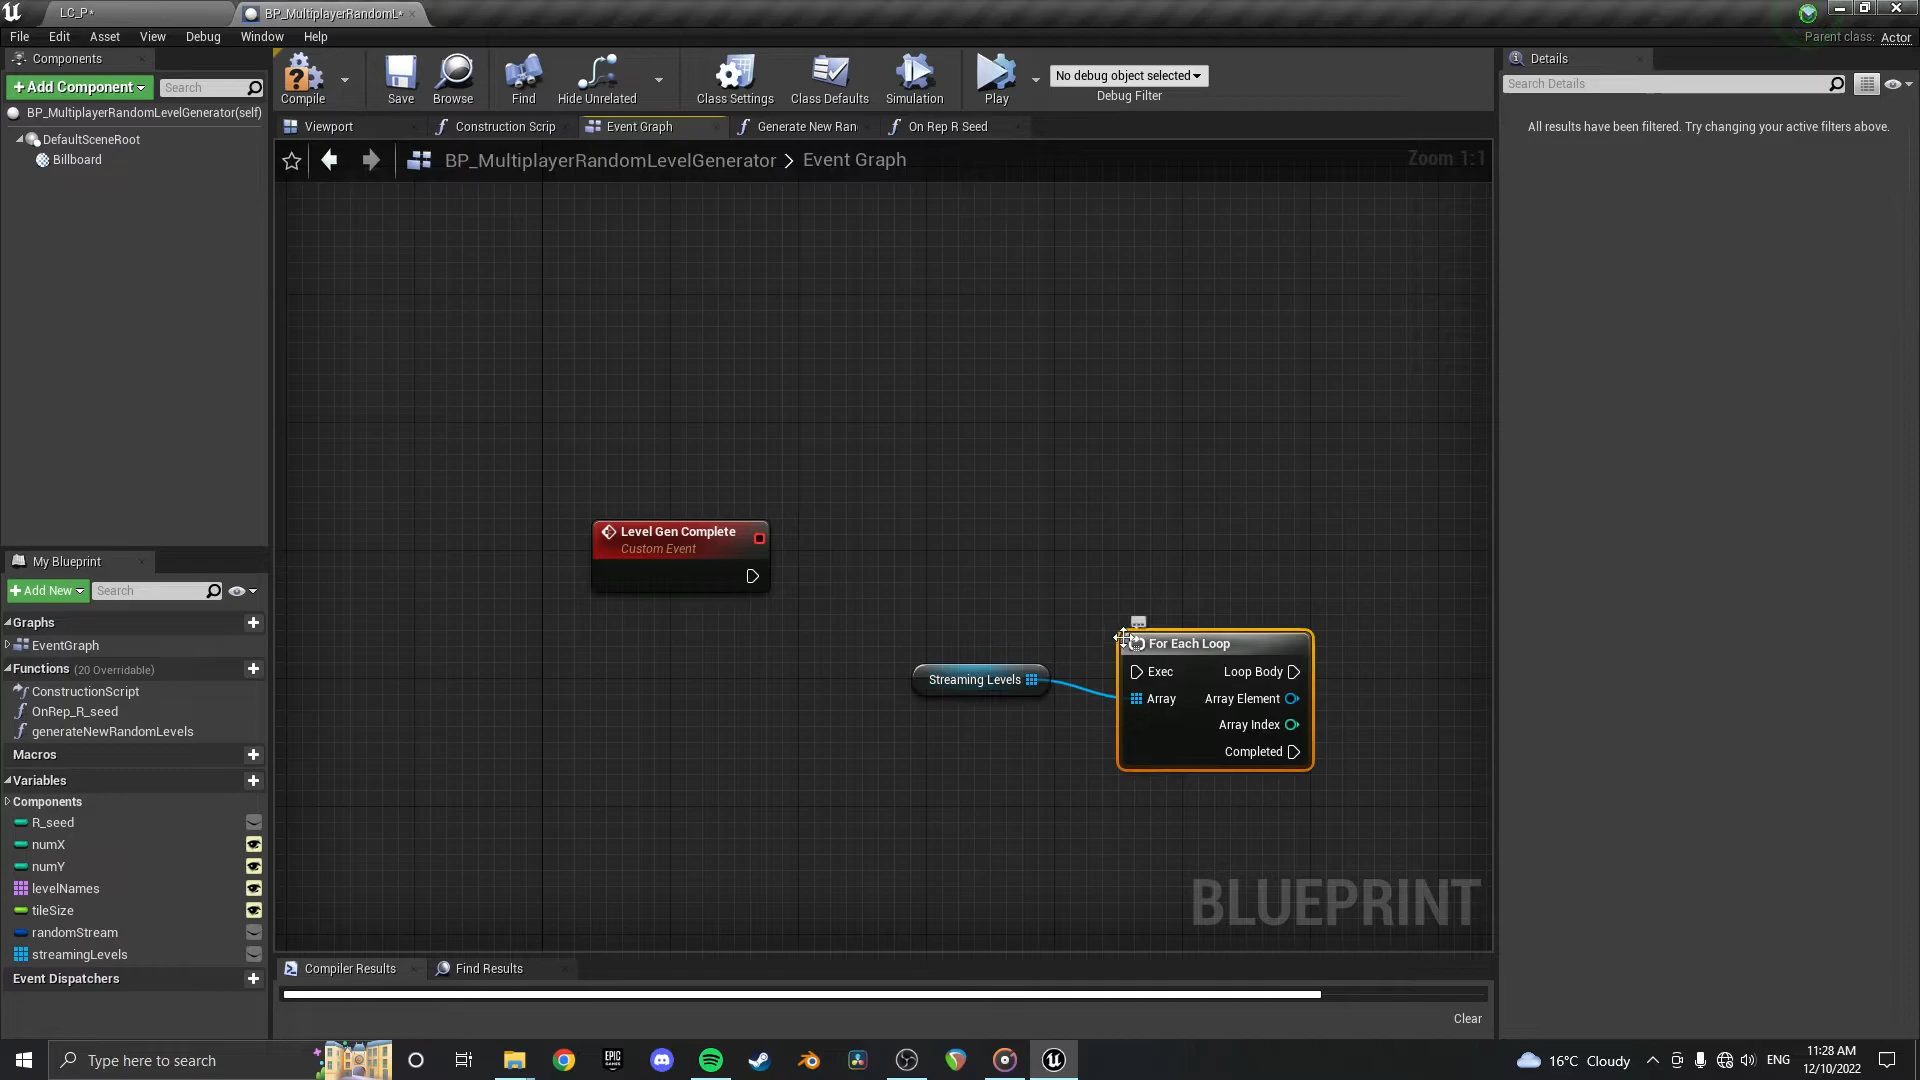 LC_P*
BP_MultiplayerRandomL*
File Edit Asset View Debug Window Help
Parent class: Actor
Components
Details
+Add Component
Search
Compile
Save
Browse
Find
Hide Unrelated
Class Settings
Class Defaults
Simulation
Play
No debug object selected
Debug Filter
Search Details
All results have been filtered. Try changing your active filters above.
BP_MultiplayerRandomLevelGenerator(self)
DefaultSceneRoot
Billboard
Viewport
Construction Scrip
Event Graph
Generate New Ran
On Rep R Seed
BP_MultiplayerRandomLevelGenerator > Event Graph
Zoom 1:1
Level Gen Complete
Custom Event
Streaming Levels
For Each Loop
Exec
Loop Body
Array
Array Element
Array Index
Completed
BLUEPRINT
My Blueprint
+Add New
Search
Graphs
EventGraph
Functions (20 Overridable)
ConstructionScript
OnRep_R_seed
generateNewRandomLevels
Macros
Variables
Components
R_seed
numX
numY
levelNames
tileSize
randomStream
streamingLevels
Event Dispatchers
Compiler Results
Find Results
Clear
Type here to search
EPIC GAMES
16°C Cloudy
ENG
11:28 AM
12/10/2022